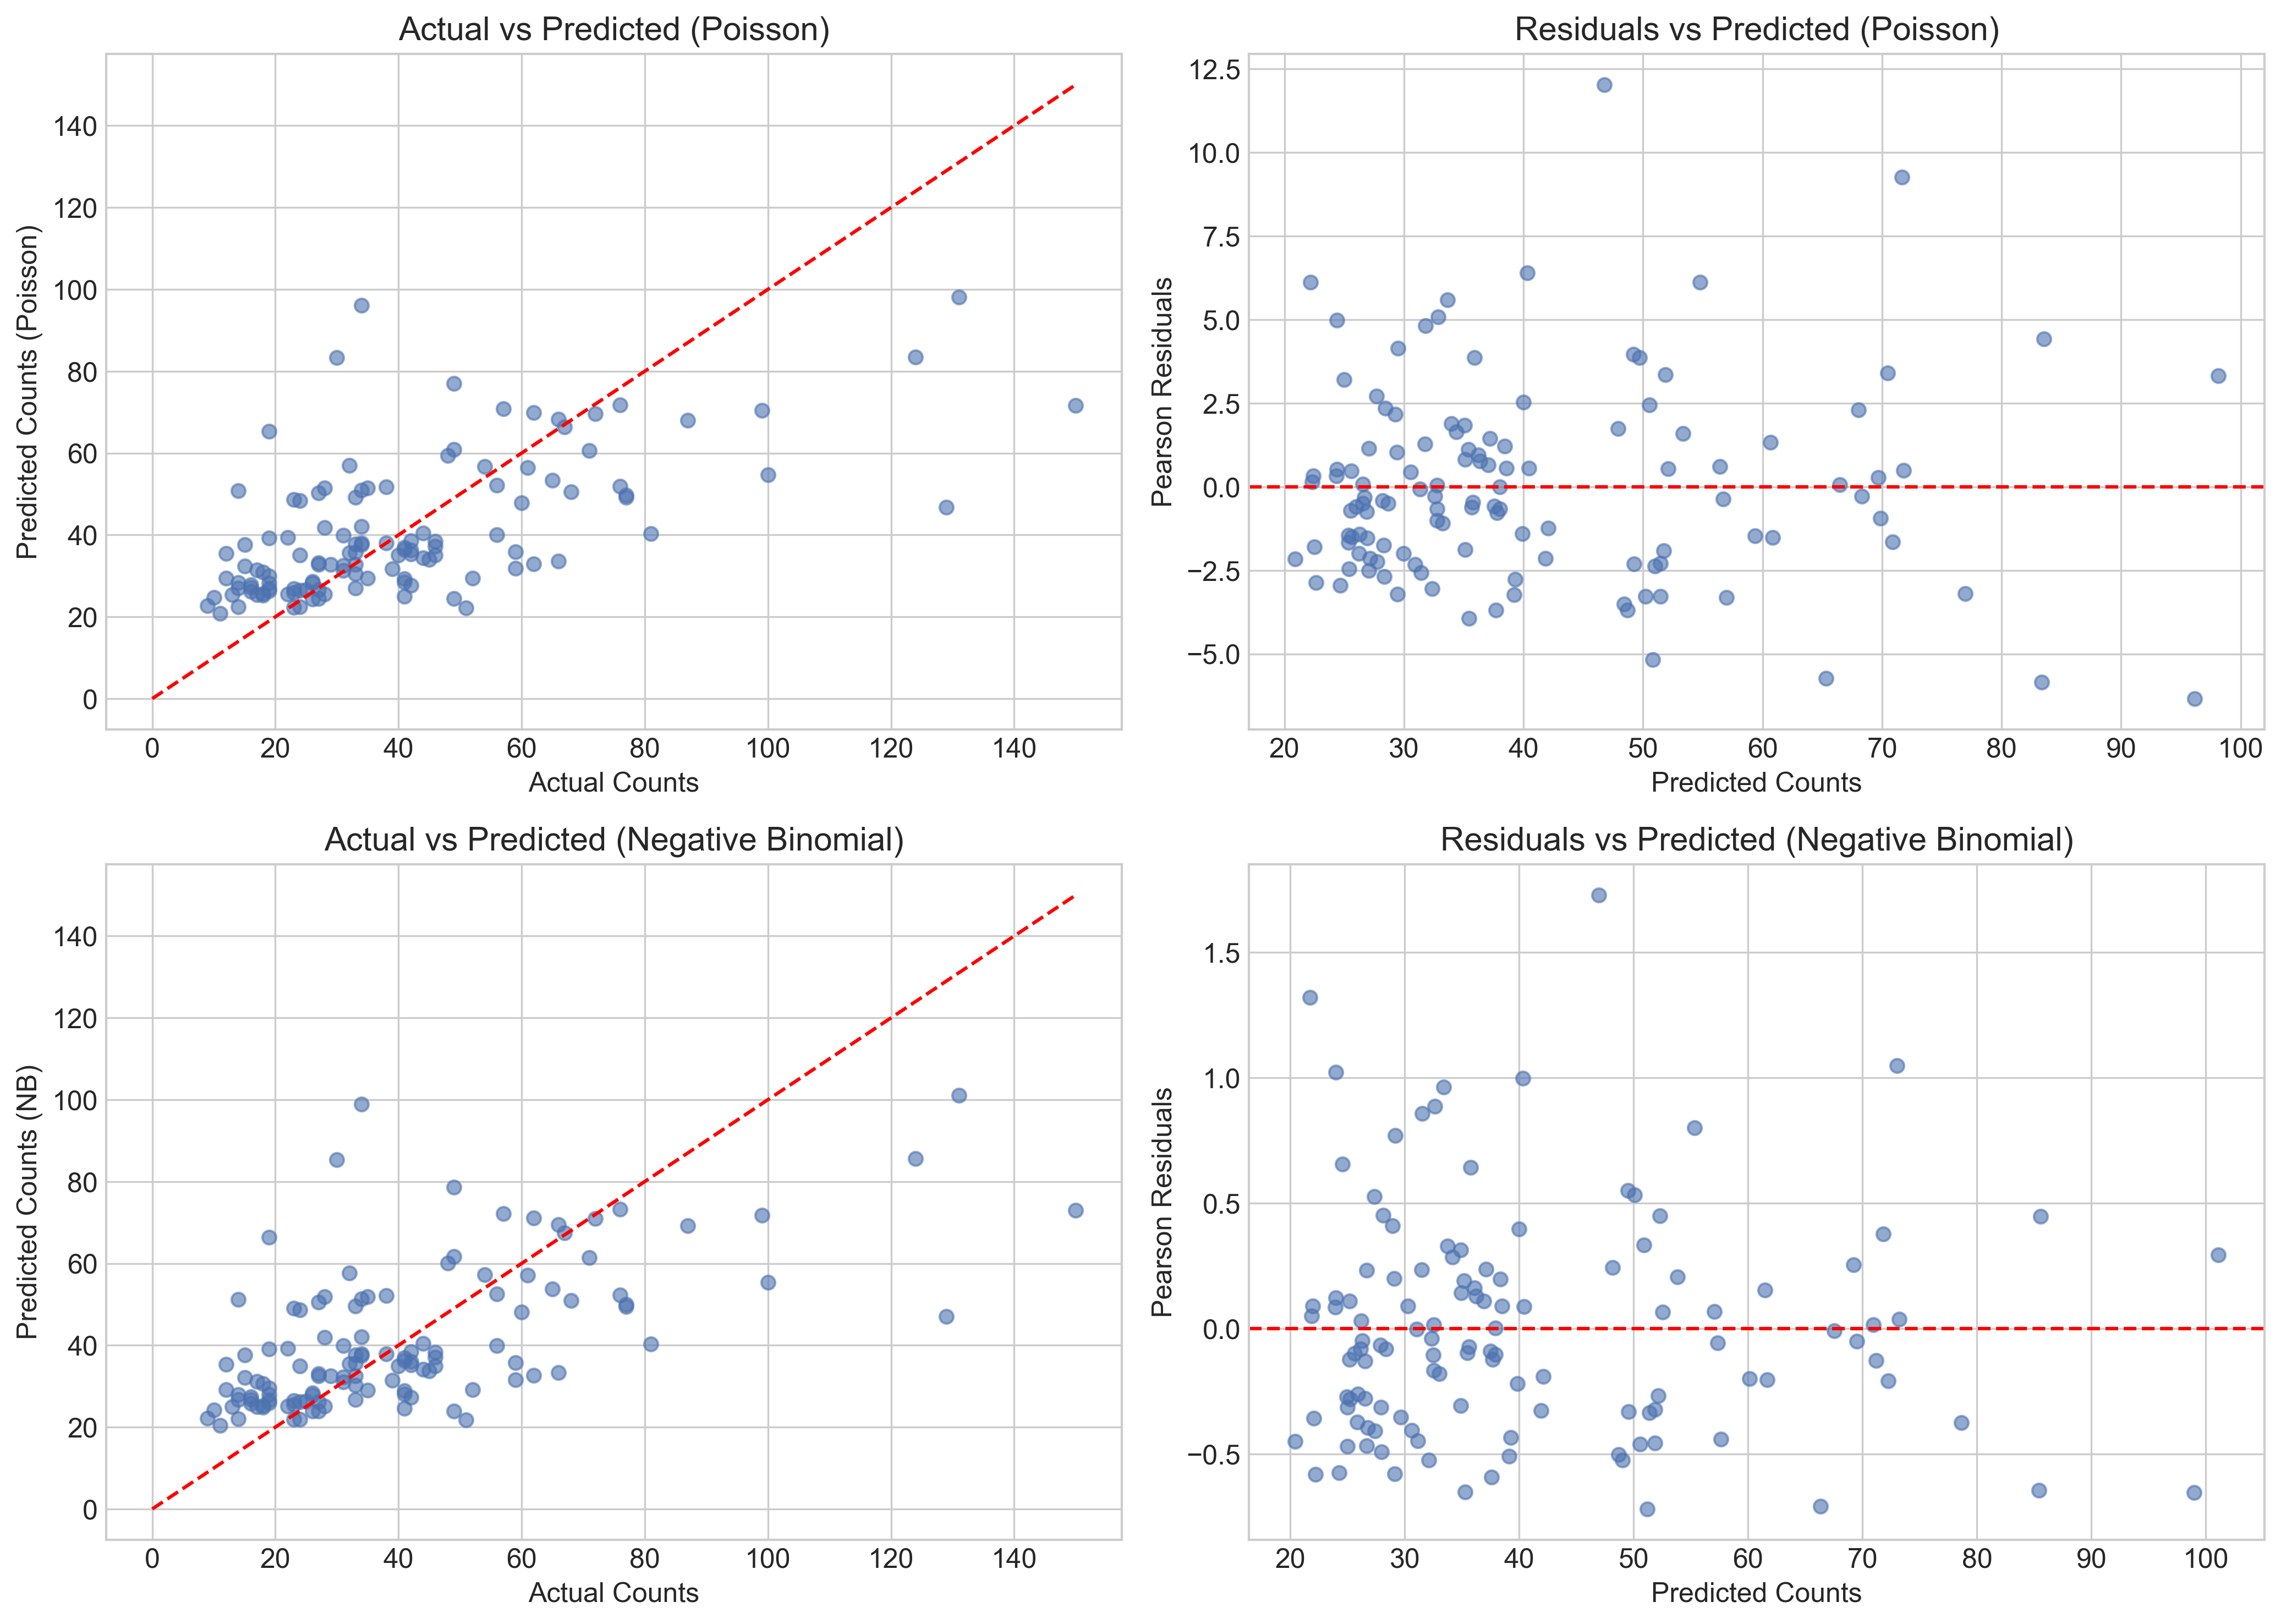 Actual vs Predicted (Poisson)
Predicted Counts (Poisson)
140
120
100
80
60
40
20
0
0 20 40 60 80 100 120 140
Actual Counts
Residuals vs Predicted (Poisson)
Pearson Residuals
12.5
10.0
7.5
5.0
2.5
0.0
−2.5
−5.0
20 30 40 50 60 70 80 90 100
Predicted Counts
Actual vs Predicted (Negative Binomial)
Predicted Counts (NB)
140
120
100
80
60
40
20
0
0 20 40 60 80 100 120 140
Actual Counts
Residuals vs Predicted (Negative Binomial)
Pearson Residuals
1.5
1.0
0.5
0.0
−0.5
20 30 40 50 60 70 80 90 100
Predicted Counts